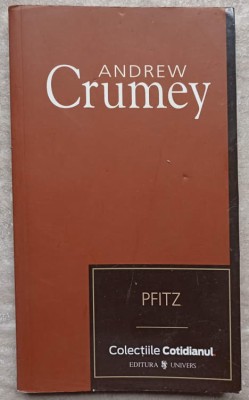 ANDREW
Crumey
PFITZ
Colecțiile Cotidianul
EDITURA UNIVERS